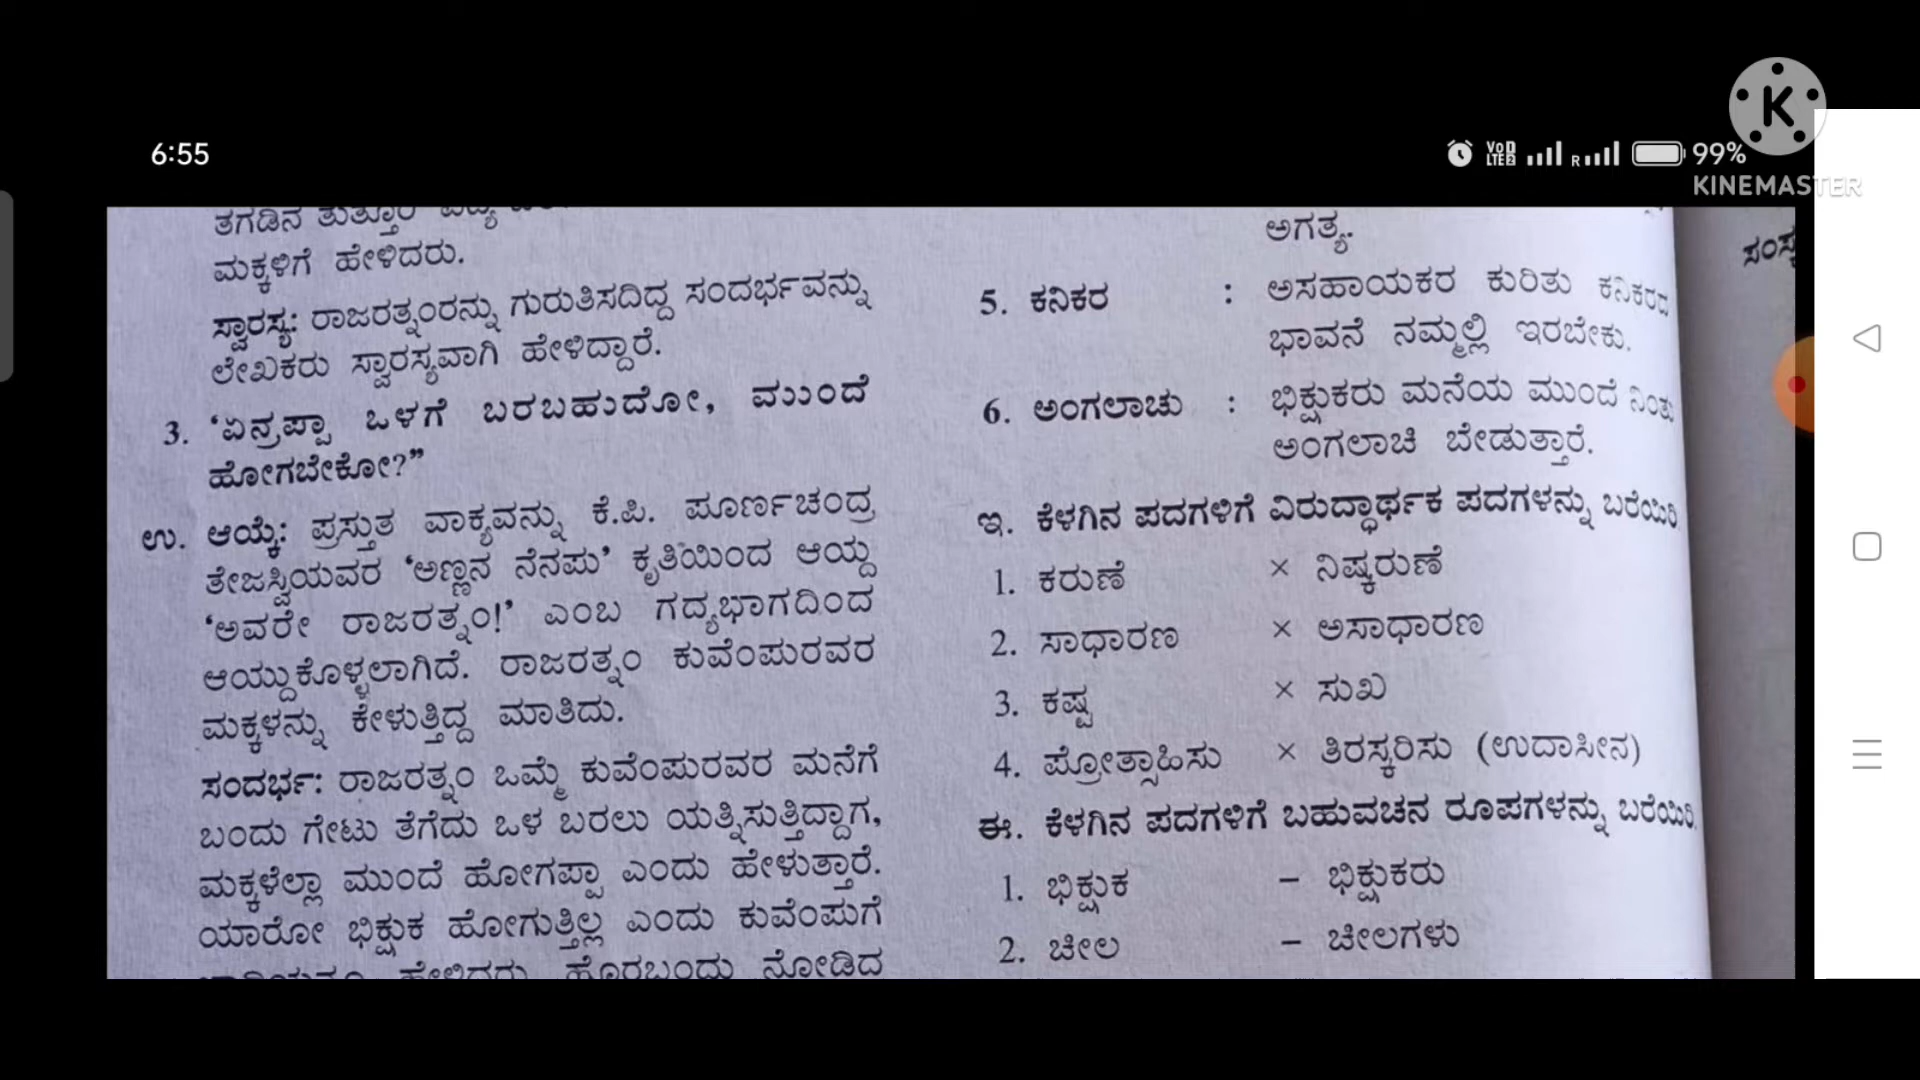 6:55
99%
KINEMASTER
ತಗಡಿನ ತುತ್ತೂರಿ
ಮಕ್ಕಳಿಗೆ ಹೇಳಿದರು.
ಸ್ವಾರಸ್ಯ: ರಾಜರತ್ನಂರನ್ನು ಗುರುತಿಸದಿದ್ದ ಸಂದರ್ಭವನ್ನು
ಲೇಖಕರು ಸ್ವಾರಸ್ಯವಾಗಿ ಹೇಳಿದ್ದಾರೆ.
3. ‘ಏನ್ರಪ್ಪಾ ಒಳಗೆ ಬರಬಹುದೋ, ಮುಂದೆ
ಹೋಗಬೇಕೋ?”
ಉ. ಆಯ್ಕೆ: ಪ್ರಸ್ತುತ ವಾಕ್ಯವನ್ನು ಕೆ.ಪಿ. ಪೂರ್ಣಚಂದ್ರ
ತೇಜಸ್ವಿಯವರ ‘ಅಣ್ಣನ ನೆನಪು’ ಕೃತಿಯಿಂದ ಆಯ್ದ
‘ಅವರೇ ರಾಜರತ್ನಂ!’ ಎಂಬ ಗದ್ಯಭಾಗದಿಂದ
ಆಯ್ದುಕೊಳ್ಳಲಾಗಿದೆ. ರಾಜರತ್ನಂ ಕುವೆಂಪುರವರ
ಮಕ್ಕಳನ್ನು ಕೇಳುತ್ತಿದ್ದ ಮಾತಿದು.
ಸಂದರ್ಭ: ರಾಜರತ್ನಂ ಒಮ್ಮೆ ಕುವೆಂಪುರವರ ಮನೆಗೆ
ಬಂದು ಗೇಟು ತೆಗೆದು ಒಳ ಬರಲು ಯತ್ನಿಸುತ್ತಿದ್ದಾಗ,
ಮಕ್ಕಳೆಲ್ಲಾ ಮುಂದೆ ಹೋಗಪ್ಪಾ ಎಂದು ಹೇಳುತ್ತಾರೆ.
ಯಾರೋ ಭಿಕ್ಷುಕ ಹೋಗುತ್ತಿಲ್ಲ ಎಂದು ಕುವೆಂಪುಗೆ
ಹೇಳಿದರು. ಹೊರಬಂದು ನೋಡಿದ
ಅಗತ್ಯ.
5. ಕನಿಕರ : ಅಸಹಾಯಕರ ಕುರಿತು ಕನಿಕರದ
ಭಾವನೆ ನಮ್ಮಲ್ಲಿ ಇರಬೇಕು.
6. ಅಂಗಲಾಚು : ಭಿಕ್ಷುಕರು ಮನೆಯ ಮುಂದೆ ನಿಂತು
ಅಂಗಲಾಚಿ ಬೇಡುತ್ತಾರೆ.
ಇ. ಕೆಳಗಿನ ಪದಗಳಿಗೆ ವಿರುದ್ಧಾರ್ಥಕ ಪದಗಳನ್ನು ಬರೆಯಿರಿ
1. ಕರುಣೆ × ನಿಷ್ಕರುಣೆ
2. ಸಾಧಾರಣ × ಅಸಾಧಾರಣ
3. ಕಷ್ಟ × ಸುಖ
4. ಪ್ರೋತ್ಸಾಹಿಸು × ತಿರಸ್ಕರಿಸು (ಉದಾಸೀನ)
ಈ. ಕೆಳಗಿನ ಪದಗಳಿಗೆ ಬಹುವಚನ ರೂಪಗಳನ್ನು ಬರೆಯಿರಿ.
1. ಭಿಕ್ಷುಕ – ಭಿಕ್ಷುಕರು
2. ಚೀಲ – ಚೀಲಗಳು